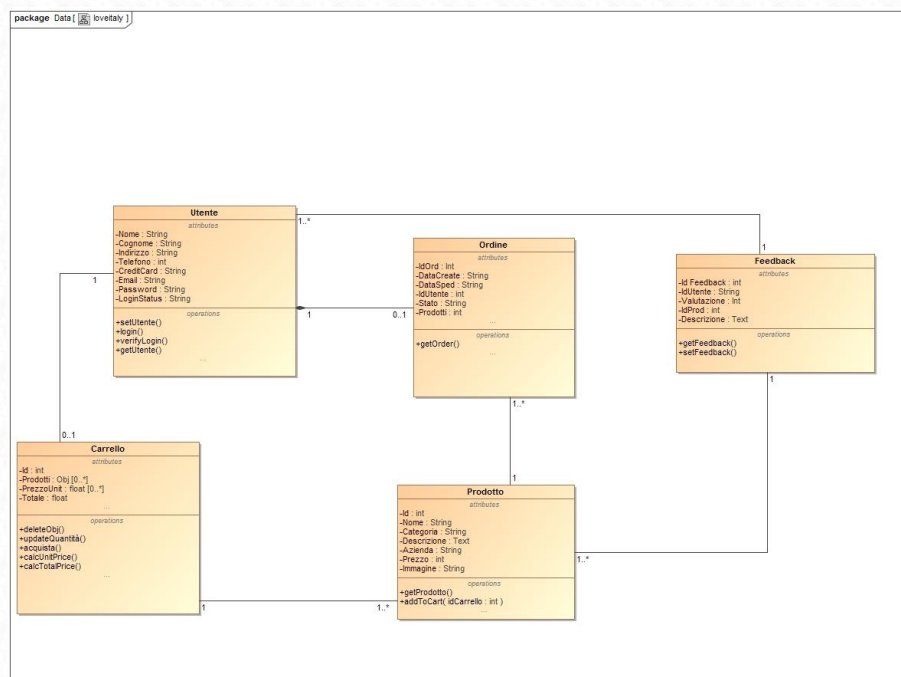 package Data [ loveitaly ]
Utente
attributes
-Nome : String
-Cognome : String
-Indirizzo : String
-Telefono : int
-CreditCard : String
-Email : String
-Password : String
-LoginStatus : String
operations
+setUtente()
+login()
+verifyLogin()
+getUtente()
...
1..*
1
1
0..1
1
0..1
Ordine
attributes
-IdOrd : Int
-DataCreate : String
-DataSped : String
-IdUtente : int
-Stato : String
-Prodotti : int
...
operations
+getOrder()
...
1..*
1
Feedback
attributes
-Id Feedback : int
-IdUtente : String
-Valutazione : Int
-IdProd : int
-Descrizione : Text
operations
+getFeedback()
+setFeedback()
1
1..*
Carrello
attributes
-Id : int
-Prodotti : Obj [0..*]
-PrezzoUnit : float [0..*]
-Totale : float
...
operations
+deleteObj()
+updateQuantità()
+acquista()
+calcUnitPrice()
+calcTotalPrice()
...
1
1..*
Prodotto
attributes
-Id : int
-Nome : String
-Categoria : String
-Descrizione : Text
-Azienda : String
-Prezzo : int
-Immagine : String
operations
+getProdotto()
+addToCart( idCarrello : int )
...